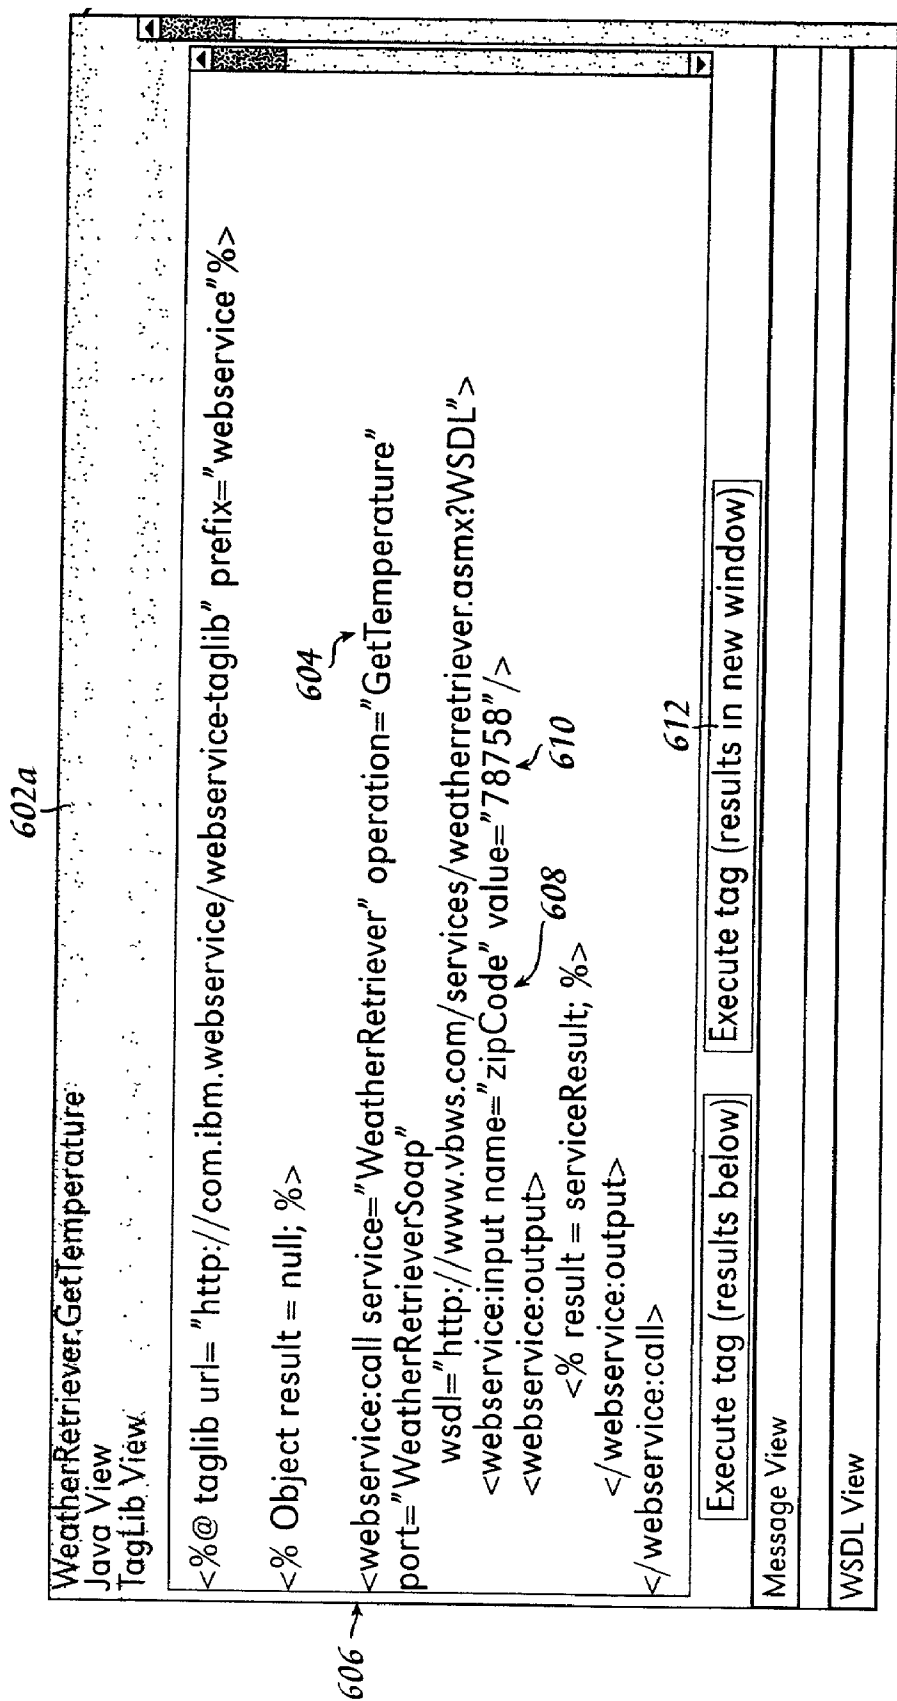 602a
WeatherRetriever.GetTemperature
Java View
TagLib View
<%@ taglib url= "http://com.ibm.webservice/webservice-taglib" prefix="webservice"%>
<% Object result = null; %>
604
606
<webservice:call service="WeatherRetriever" operation="GetTemperature"
port="WeatherRetrieverSoap"
wsdl="http://www.vbws.com/services/weatherretriever.asmx?WSDL">
<webservice:input name="zipCode" value="78758"/>
<webservice:output>
608
610
<% result = serviceResult; %>
</webservice:output>
</webservice:call>
612
Execute tag (results below)
Execute tag (results in new window)
Message View
WSDL View